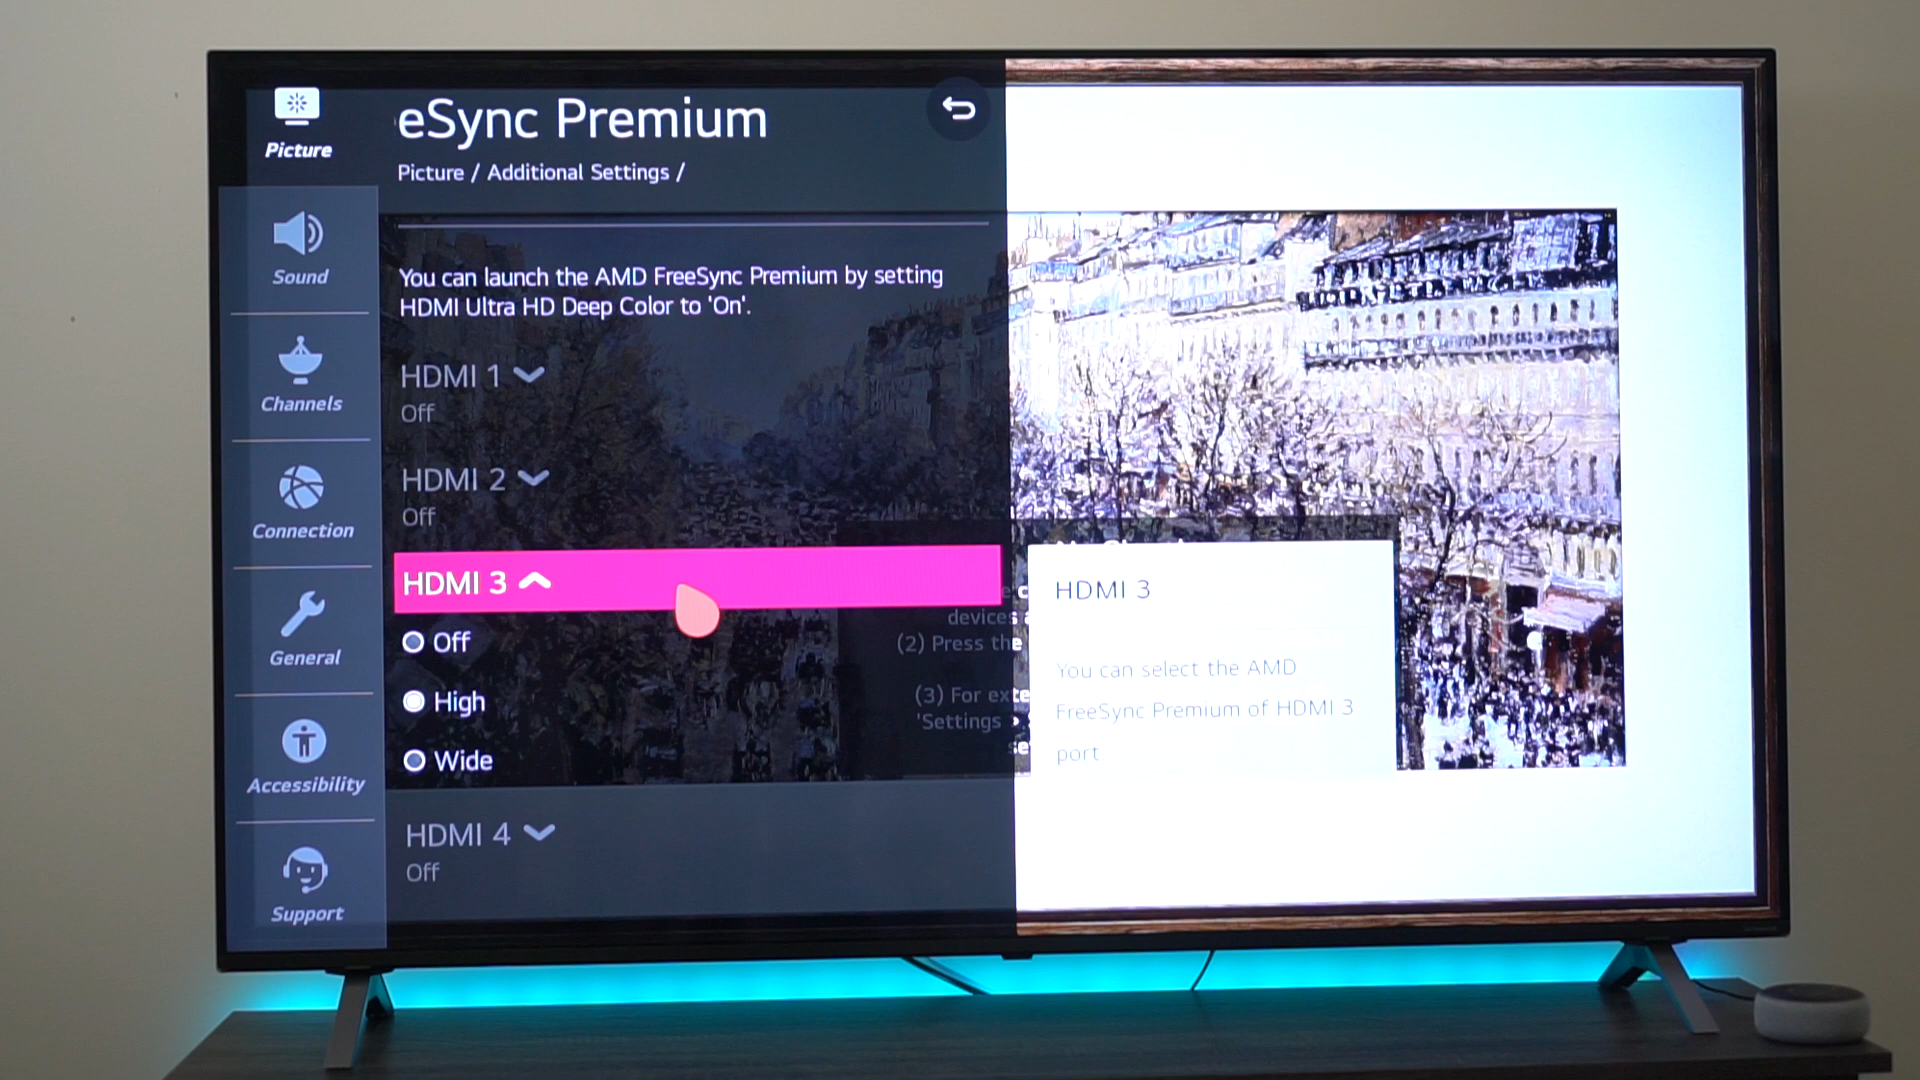 Picture
eSync Premium
Picture / Additional Settings /
Sound
Channels
Connection
General
Accessibility
Support
You can launch the AMD FreeSync Premium by setting
HDMI Ultra HD Deep Color to 'On'.
HDMI 1
Off
HDMI 2
Off
HDMI 3
Off
High
Wide
HDMI 4
Off
devices
(2) Press the
(3) For
'Settings
HDMI 3
You can select the AMD
FreeSync Premium of HDMI 3
port